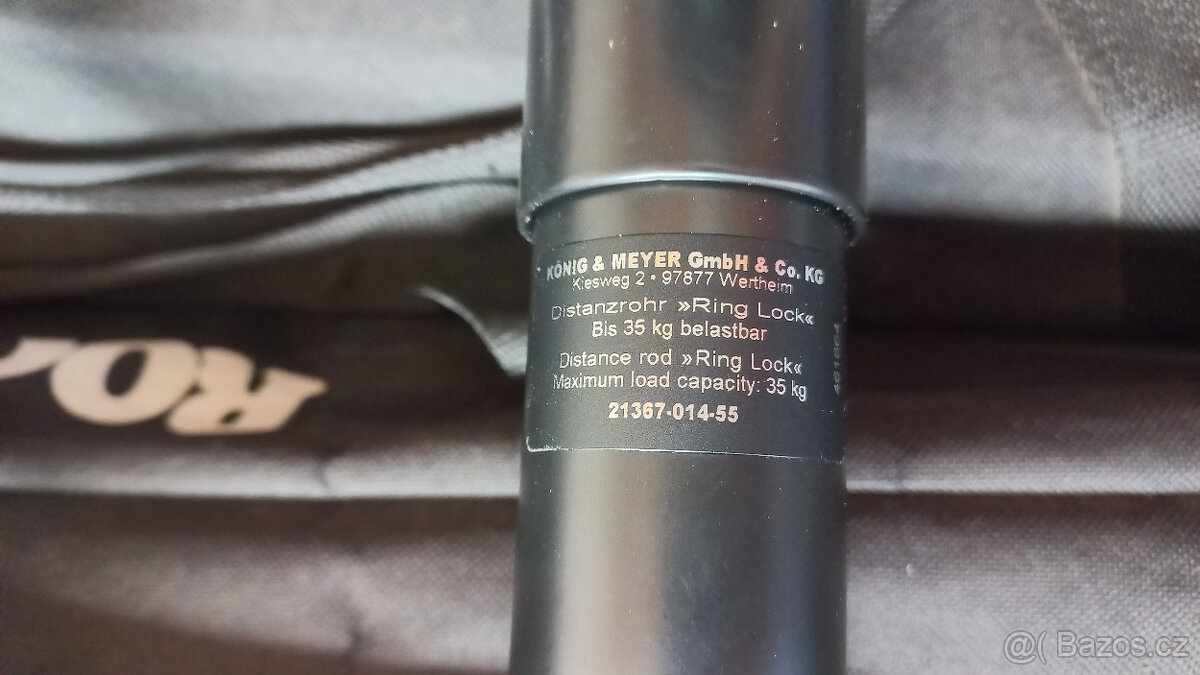 KÖNIG & MEYER GmbH & Co. KG
Kiesweg 2 • 97877 Wertheim
Distanzrohr »Ring Lock«
Bis 35 kg belastbar
Distance rod »Ring Lock«
Maximum load capacity: 35 kg
21367-014-55
@( Bazos.cz